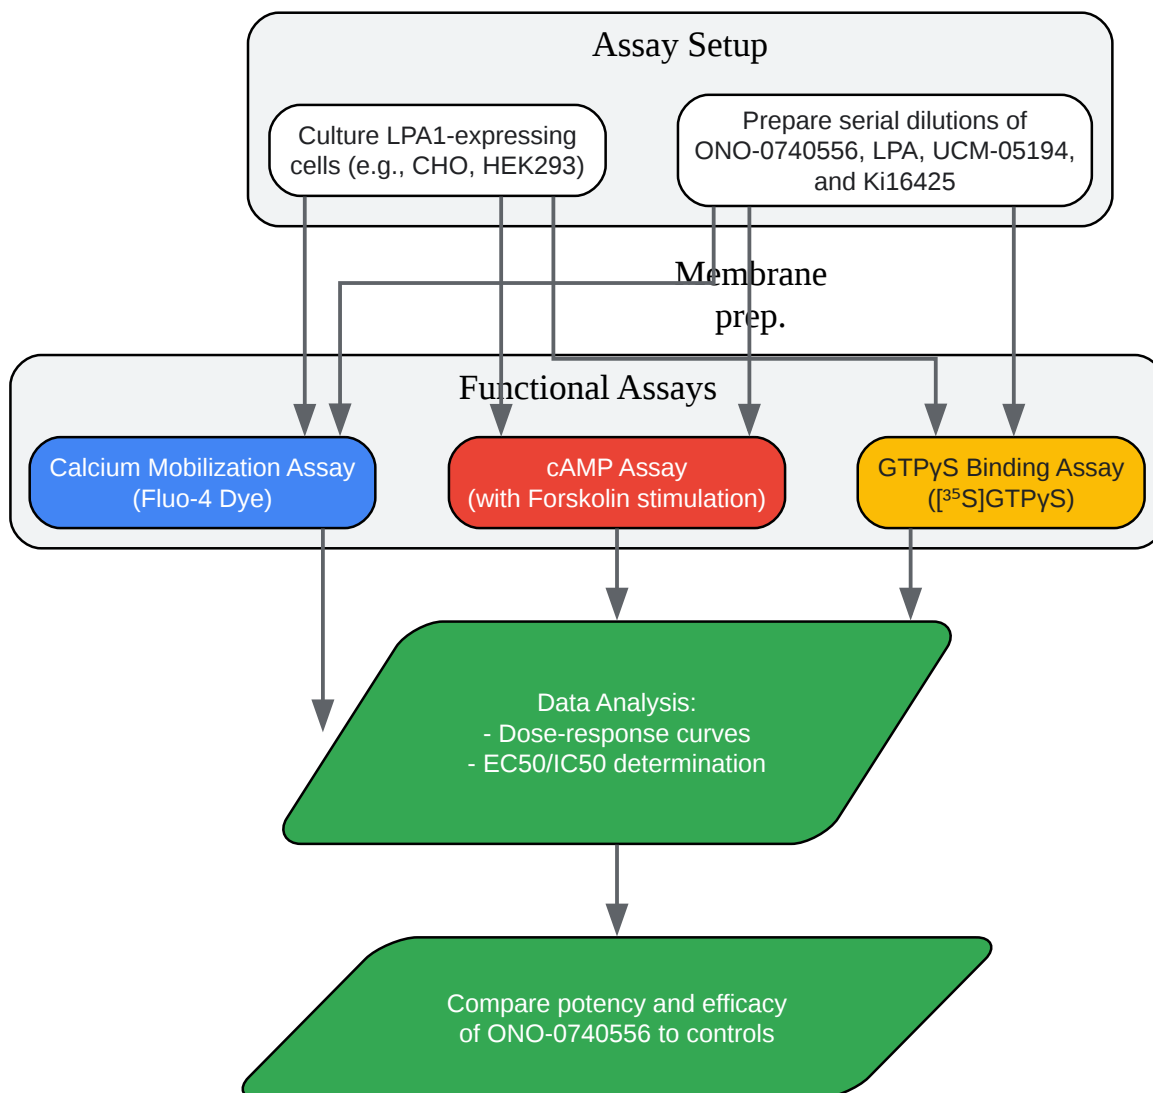 Assay Setup
Culture LPA1-expressing
cells (e.g., CHO, HEK293)
Prepare serial dilutions of
ONO-0740556, LPA, UCM-05194,
and Ki16425
Membrane
prep.
Functional Assays
Calcium Mobilization Assay
(Fluo-4 Dye)
cAMP Assay
(with Forskolin stimulation)
GTPγS Binding Assay
([³⁵S]GTPγS)
Data Analysis:
- Dose-response curves
- EC50/IC50 determination
Compare potency and efficacy
of ONO-0740556 to controls